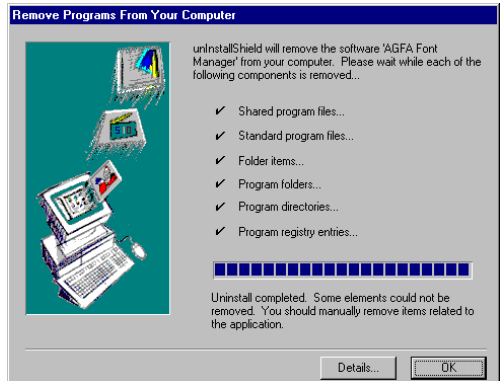 Remove Programs From Your Computer
unInstallShield will remove the software 'AGFA Font
Manager' from your computer. Please wait while each of the
following components is removed...
✔ Shared program files...
✔ Standard program files...
✔ Folder items...
✔ Program folders...
✔ Program directories...
✔ Program registry entries...
Uninstall completed. Some elements could not be
removed. You should manually remove items related to
the application.
Details... OK